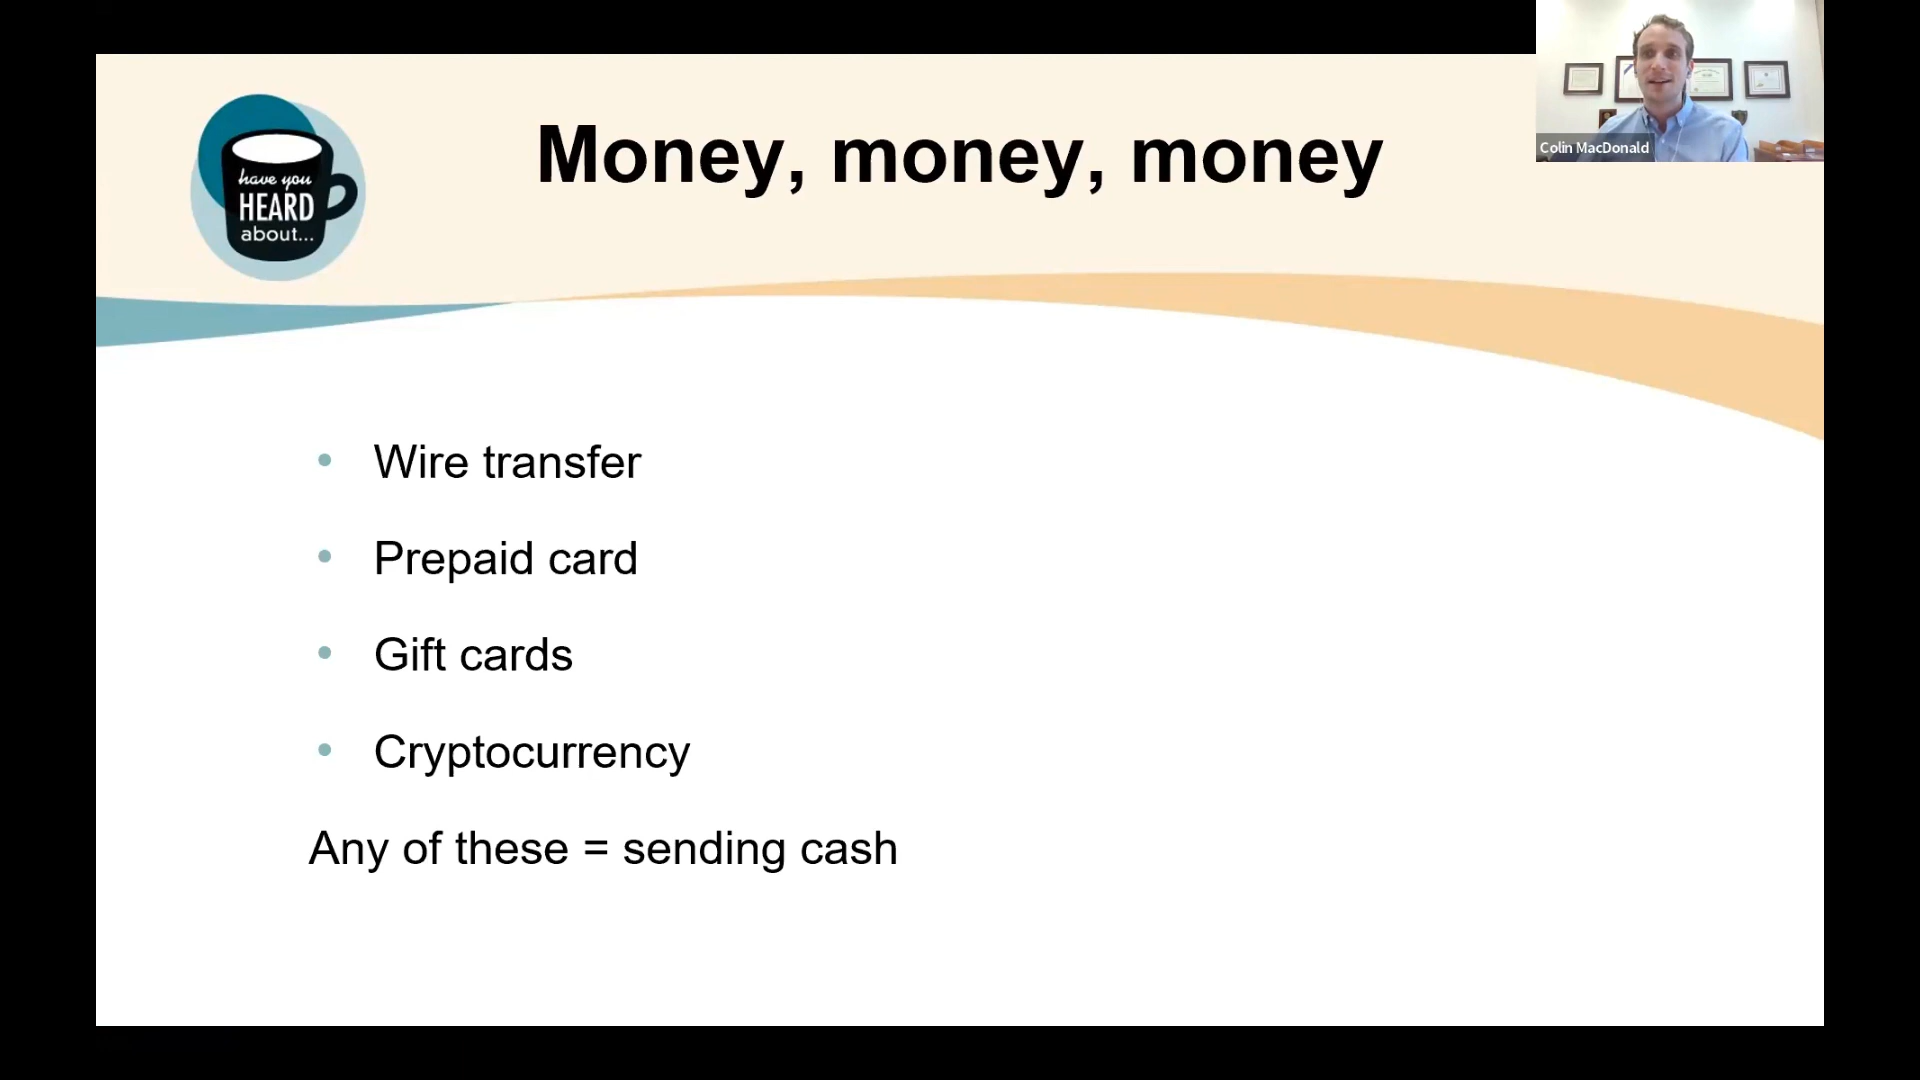 Money, money, money
Colin MacDonald
have you
HEARD
about...
• Wire transfer
• Prepaid card
• Gift cards
• Cryptocurrency
Any of these = sending cash